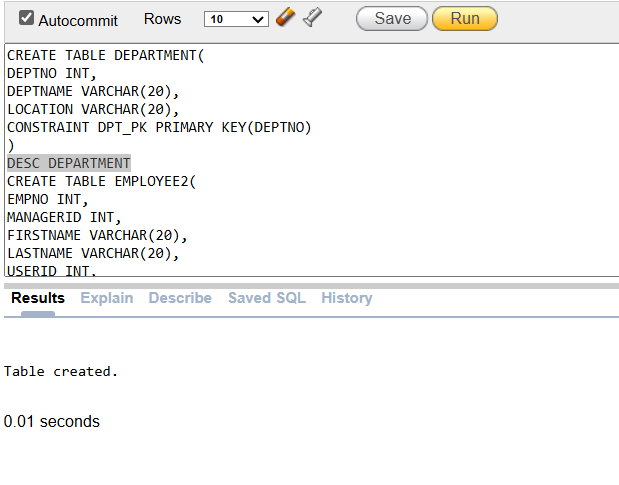 Autocommit Rows 10 Save Run
CREATE TABLE DEPARTMENT(
DEPTNO INT,
DEPTNAME VARCHAR(20),
LOCATION VARCHAR(20),
CONSTRAINT DPT_PK PRIMARY KEY(DEPTNO)
)
DESC DEPARTMENT
CREATE TABLE EMPLOYEE2(
EMPNO INT,
MANAGERID INT,
FIRSTNAME VARCHAR(20),
LASTNAME VARCHAR(20),
USERID INT,
Results Explain Describe Saved SQL History
Table created.
0.01 seconds